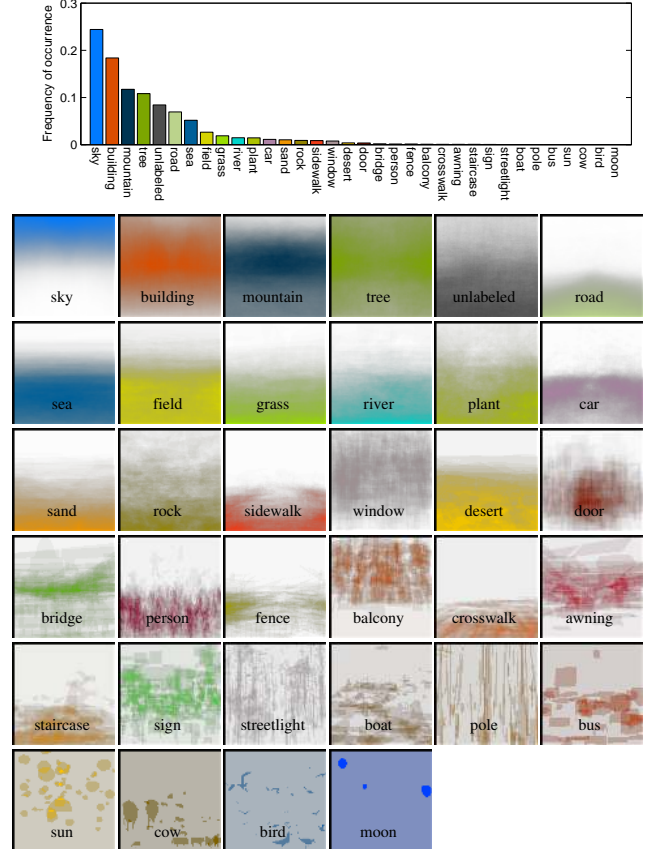 Frequency of occurrence
0.3
0.2
0.1
0
sky building mountain tree unlabeled road sea field grass river plant car sand rock sidewalk window desert door bridge person fence balcony crosswalk awning staircase sign streetlight boat pole bus sun cow bird moon
sky building mountain tree unlabeled road
sea field grass river plant car
sand rock sidewalk window desert door
bridge person fence balcony crosswalk awning
staircase sign streetlight boat pole bus
sun cow bird moon